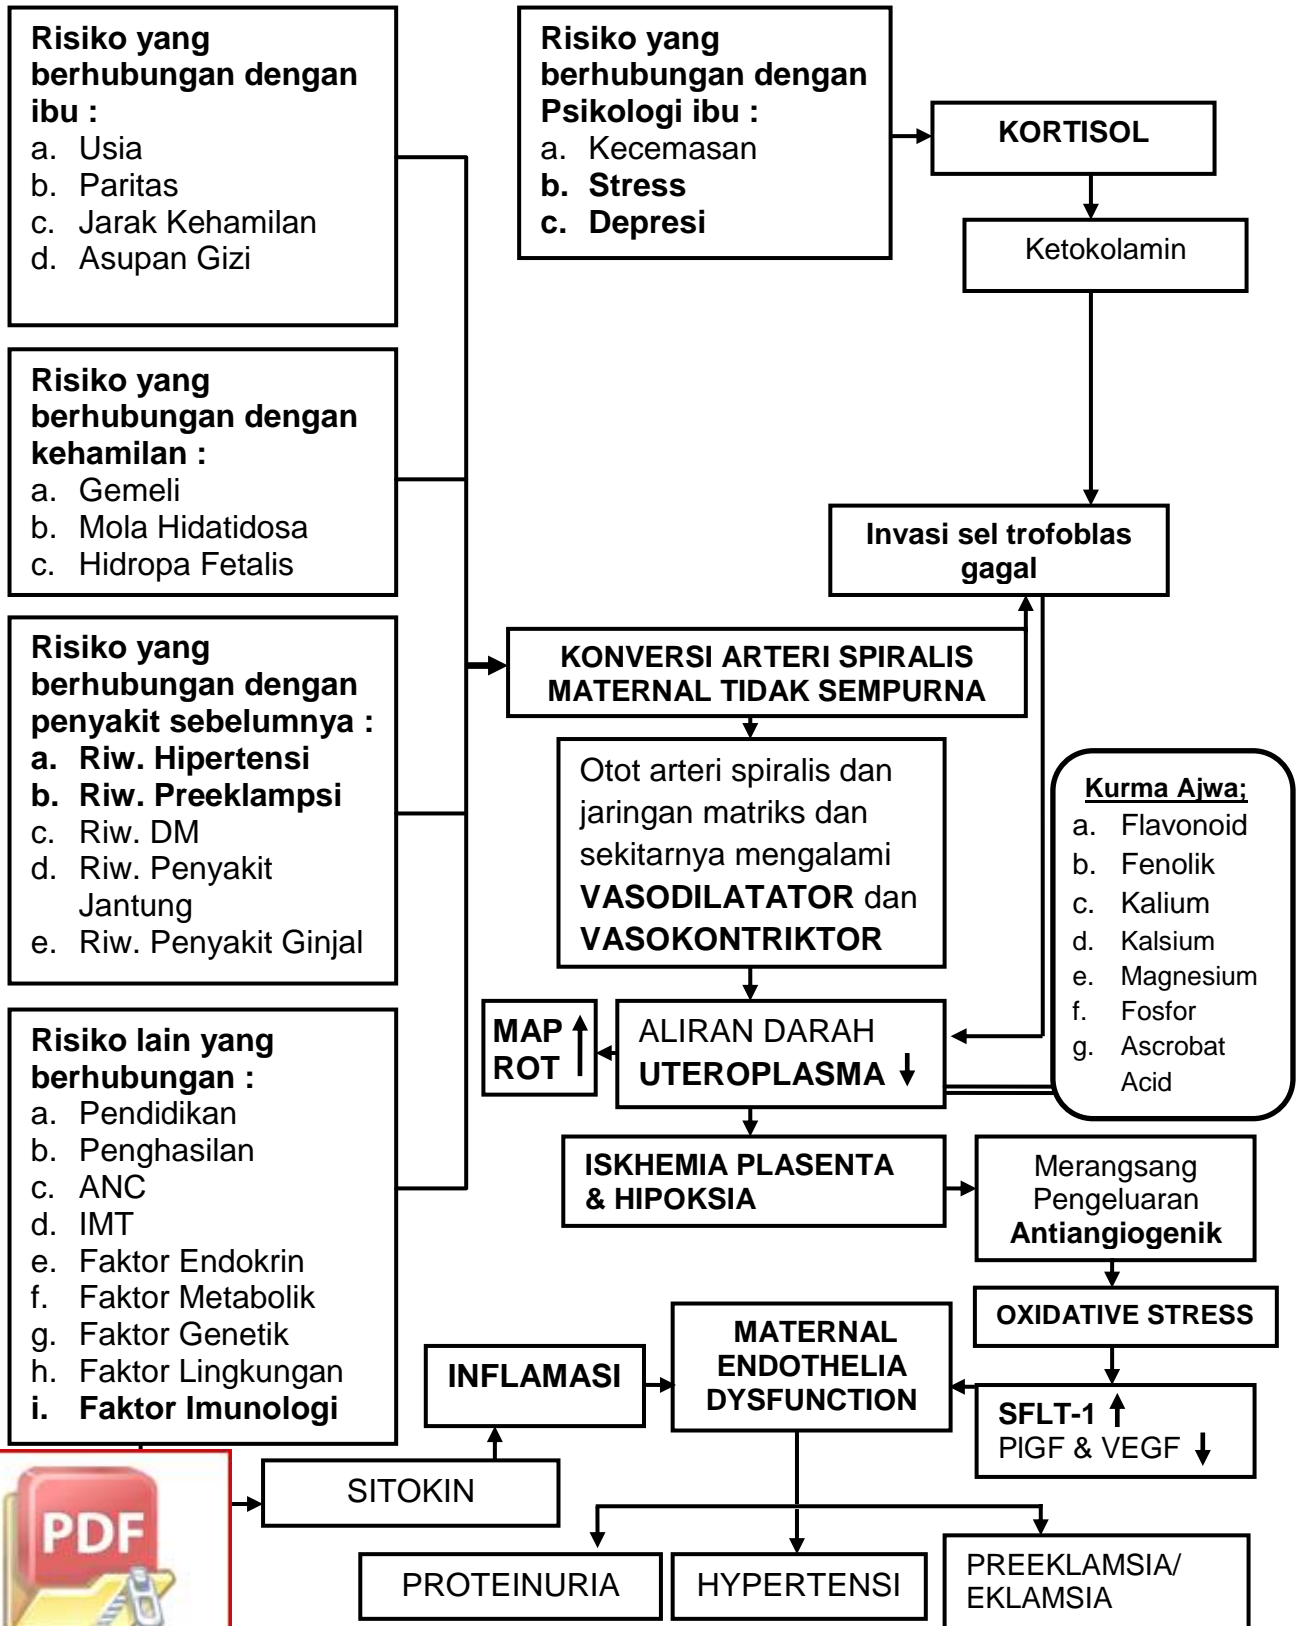 Risiko yang
berhubungan dengan
ibu :
a. Usia
b. Paritas
c. Jarak Kehamilan
d. Asupan Gizi
Risiko yang
berhubungan dengan
Psikologi ibu :
a. Kecemasan
b. Stress
c. Depresi
KORTISOL
Ketokolamin
Risiko yang
berhubungan dengan
kehamilan :
a. Gemeli
b. Mola Hidatidosa
c. Hidropa Fetalis
Invasi sel trofoblas
gagal
Risiko yang
berhubungan dengan
penyakit sebelumnya :
a. Riw. Hipertensi
b. Riw. Preeklampsi
c. Riw. DM
d. Riw. Penyakit
Jantung
e. Riw. Penyakit Ginjal
KONVERSI ARTERI SPIRALIS
MATERNAL TIDAK SEMPURNA
Otot arteri spiralis dan
jaringan matriks dan
sekitarnya mengalami
VASODILATATOR dan
VASOKONTRIKTOR
Kurma Ajwa;
a. Flavonoid
b. Fenolik
c. Kalium
d. Kalsium
e. Magnesium
f. Fosfor
g. Ascrobat
Acid
MAP
ROT
ALIRAN DARAH
UTEROPLASMA
Risiko lain yang
berhubungan :
a. Pendidikan
b. Penghasilan
c. ANC
d. IMT
e. Faktor Endokrin
f. Faktor Metabolik
g. Faktor Genetik
h. Faktor Lingkungan
i. Faktor Imunologi
ISKHEMIA PLASENTA
& HIPOKSIA
Merangsang
Pengeluaran
Antiangiogenik
OXIDATIVE STRESS
MATERNAL
ENDOTHELIA
DYSFUNCTION
INFLAMASI
SFLT-1
PIGF & VEGF
SITOKIN
PDF
PROTEINURIA
HYPERTENSI
PREEKLAMSIA/
EKLAMSIA